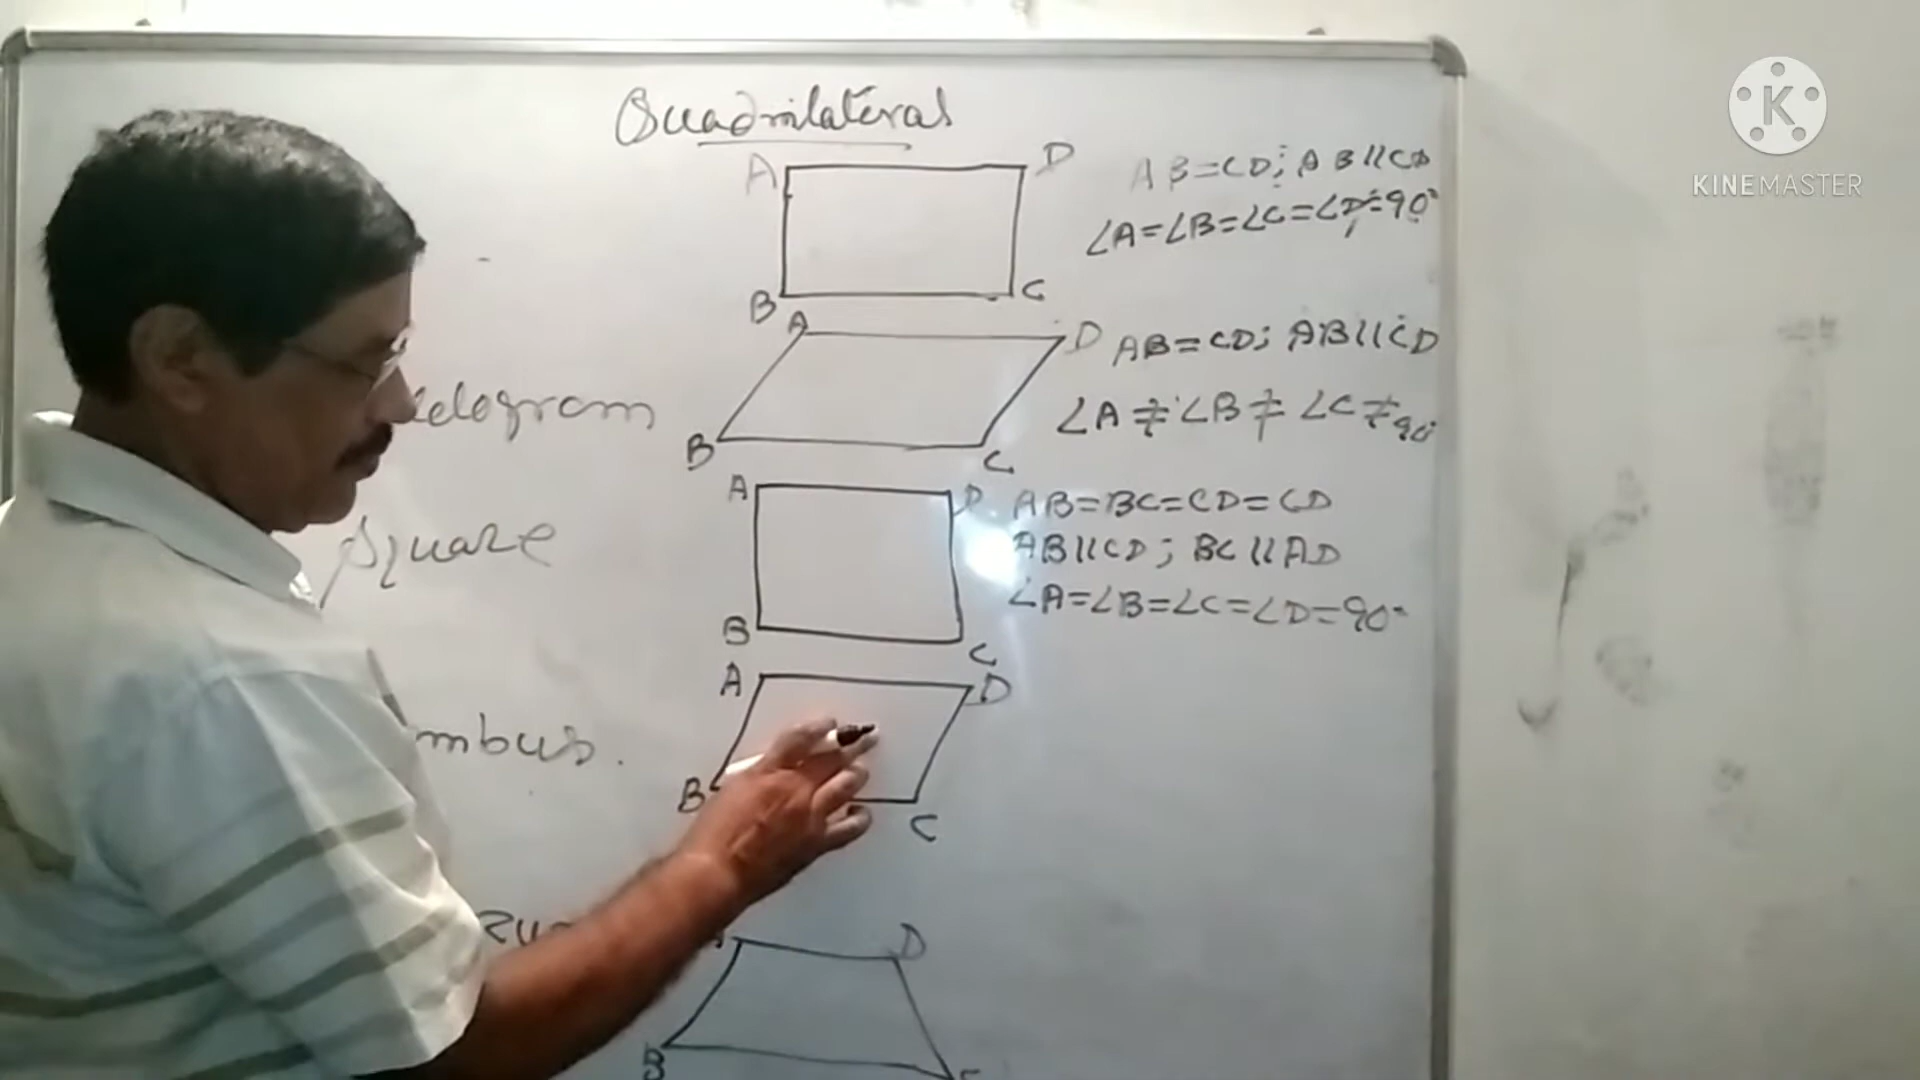 Quadrilateral
A D
B C
AB=CD; AB∥CD
∠A=∠B=∠C=∠D=90°
A D
B C
AB=CD; AB∥CD
∠A≠∠B≠∠C≠90°
A D
B C
Square
AB=BC=CD=CD
AB∥CD; BC∥AD
∠A=∠B=∠C=∠D=90°
A D
B C
D
B
KINEMASTER